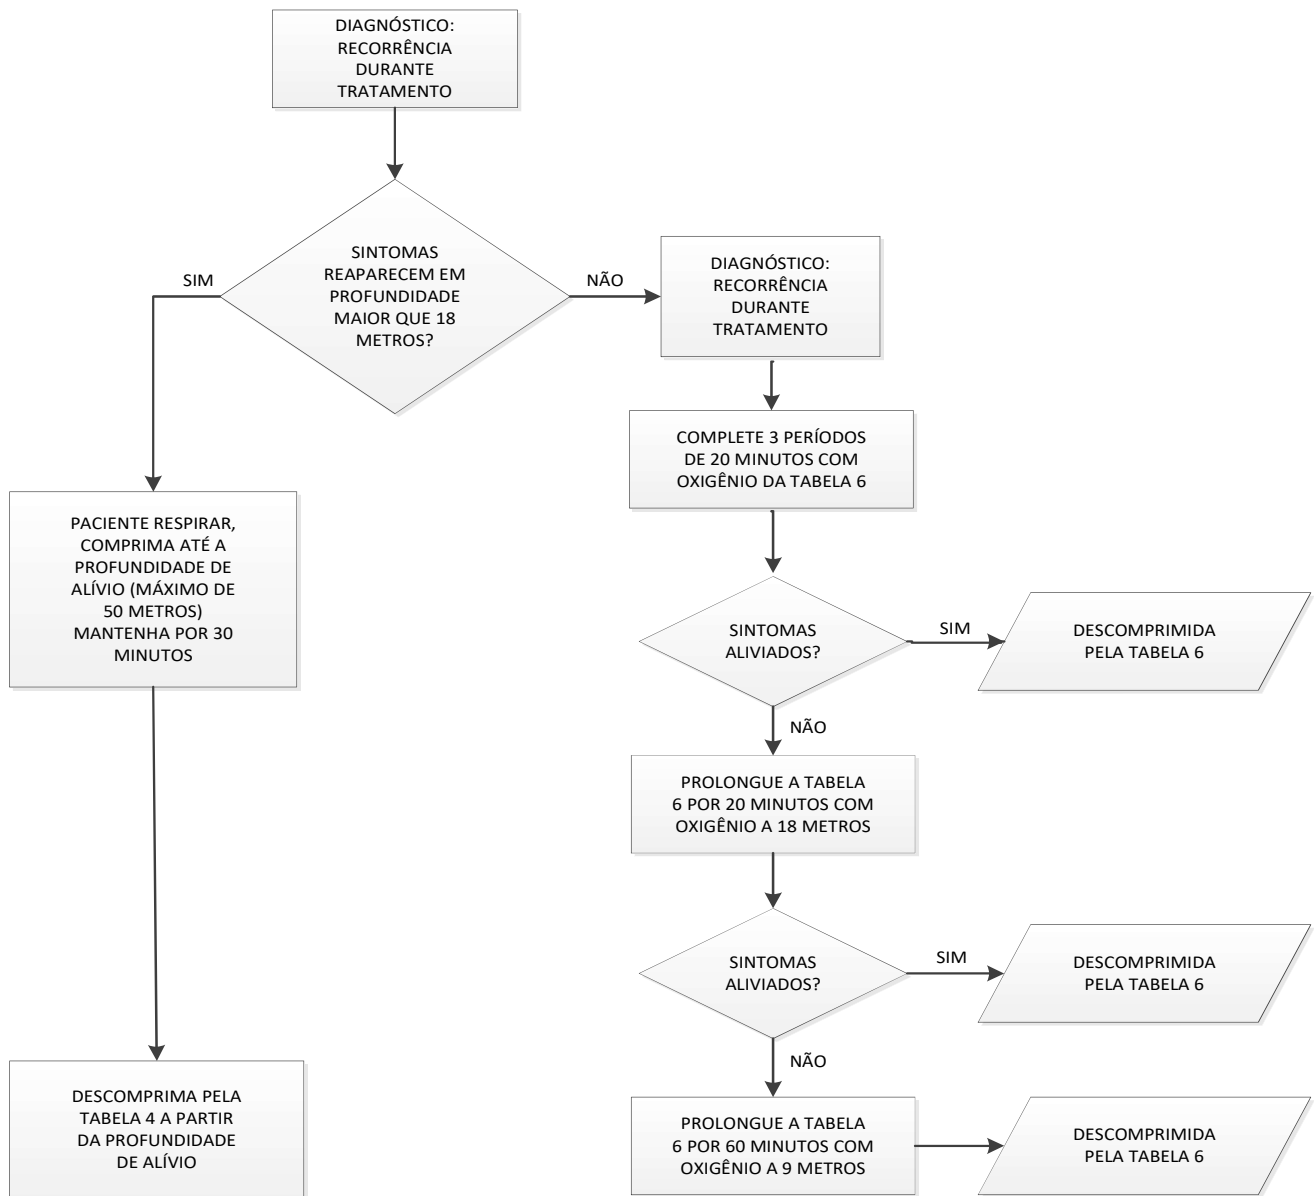 DIAGNÓSTICO:
RECORRÊNCIA
DURANTE
TRATAMENTO
SINTOMAS
REAPARECEM EM
PROFUNDIDADE
MAIOR QUE 18
METROS?
SIM
NÃO
DIAGNÓSTICO:
RECORRÊNCIA
DURANTE
TRATAMENTO
COMPLETE 3 PERÍODOS
DE 20 MINUTOS COM
OXIGÊNIO DA TABELA 6
PACIENTE RESPIRAR,
COMPRIMA ATÉ A
PROFUNDIDADE DE
ALÍVIO (MÁXIMO DE
50 METROS)
MANTENHA POR 30
MINUTOS
SINTOMAS
ALIVIADOS?
SIM
DESCOMPRIMIDA
PELA TABELA 6
NÃO
PROLONGUE A TABELA
6 POR 20 MINUTOS COM
OXIGÊNIO A 18 METROS
SINTOMAS
ALIVIADOS?
SIM
DESCOMPRIMIDA
PELA TABELA 6
NÃO
DESCOMPRIMA PELA
TABELA 4 A PARTIR
DA PROFUNDIDADE
DE ALÍVIO
PROLONGUE A TABELA
6 POR 60 MINUTOS COM
OXIGÊNIO A 9 METROS
DESCOMPRIMIDA
PELA TABELA 6